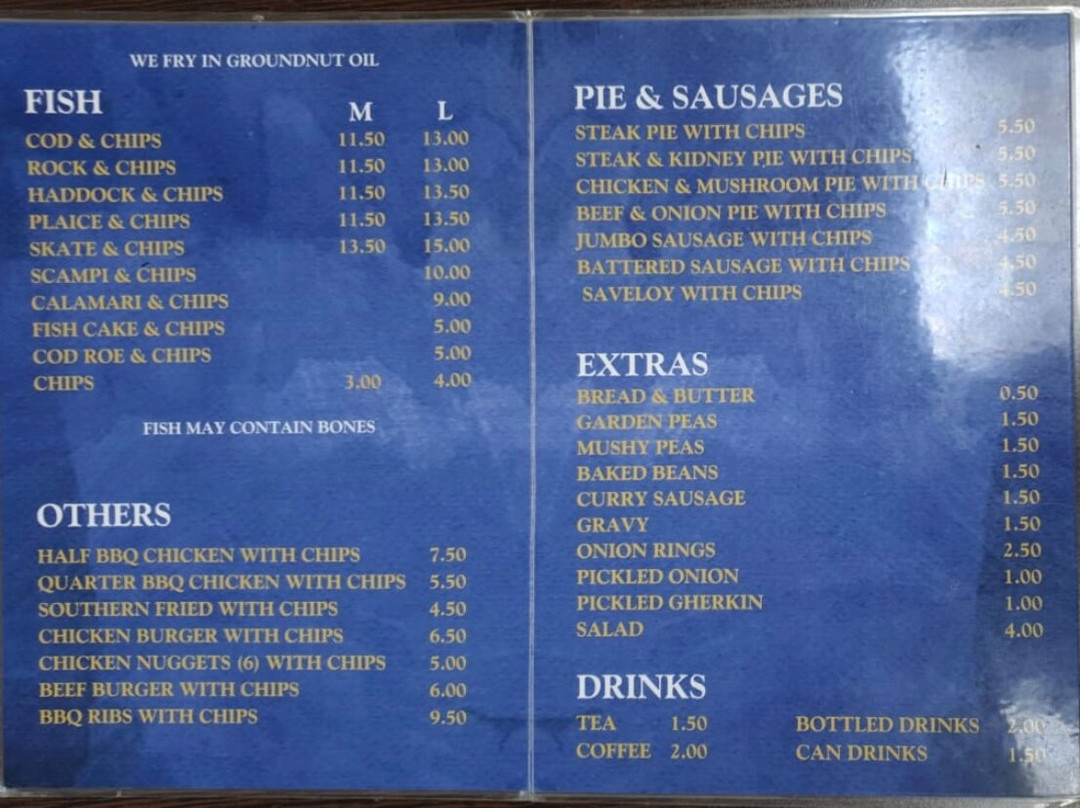 WE FRY IN GROUNDNUT OIL
FISH M L
COD & CHIPS 11.50 13.00
ROCK & CHIPS 11.50 13.00
HADDOCK & CHIPS 11.50 13.50
PLAICE & CHIPS 11.50 13.50
SKATE & CHIPS 13.50 15.00
SCAMPI & CHIPS 10.00
CALAMARI & CHIPS 9.00
FISH CAKE & CHIPS 5.00
COD ROE & CHIPS 5.00
CHIPS 3.00 4.00
FISH MAY CONTAIN BONES
OTHERS
HALF BBQ CHICKEN WITH CHIPS 7.50
QUARTER BBQ CHICKEN WITH CHIPS 5.50
SOUTHERN FRIED WITH CHIPS 4.50
CHICKEN BURGER WITH CHIPS 6.50
CHICKEN NUGGETS (6) WITH CHIPS 5.00
BEEF BURGER WITH CHIPS 6.00
BBQ RIBS WITH CHIPS 9.50
PIE & SAUSAGES
STEAK PIE WITH CHIPS 5.50
STEAK & KIDNEY PIE WITH CHIPS 5.50
CHICKEN & MUSHROOM PIE WITH CHIPS 5.50
BEEF & ONION PIE WITH CHIPS 5.50
JUMBO SAUSAGE WITH CHIPS 4.50
BATTERED SAUSAGE WITH CHIPS 4.50
SAVELOY WITH CHIPS 4.50
EXTRAS
BREAD & BUTTER 0.50
GARDEN PEAS 1.50
MUSHY PEAS 1.50
BAKED BEANS 1.50
CURRY SAUSAGE 1.50
GRAVY 1.50
ONION RINGS 2.50
PICKLED ONION 1.00
PICKLED GHERKIN 1.00
SALAD 4.00
DRINKS
TEA 1.50 BOTTLED DRINKS 2.00
COFFEE 2.00 CAN DRINKS 1.50